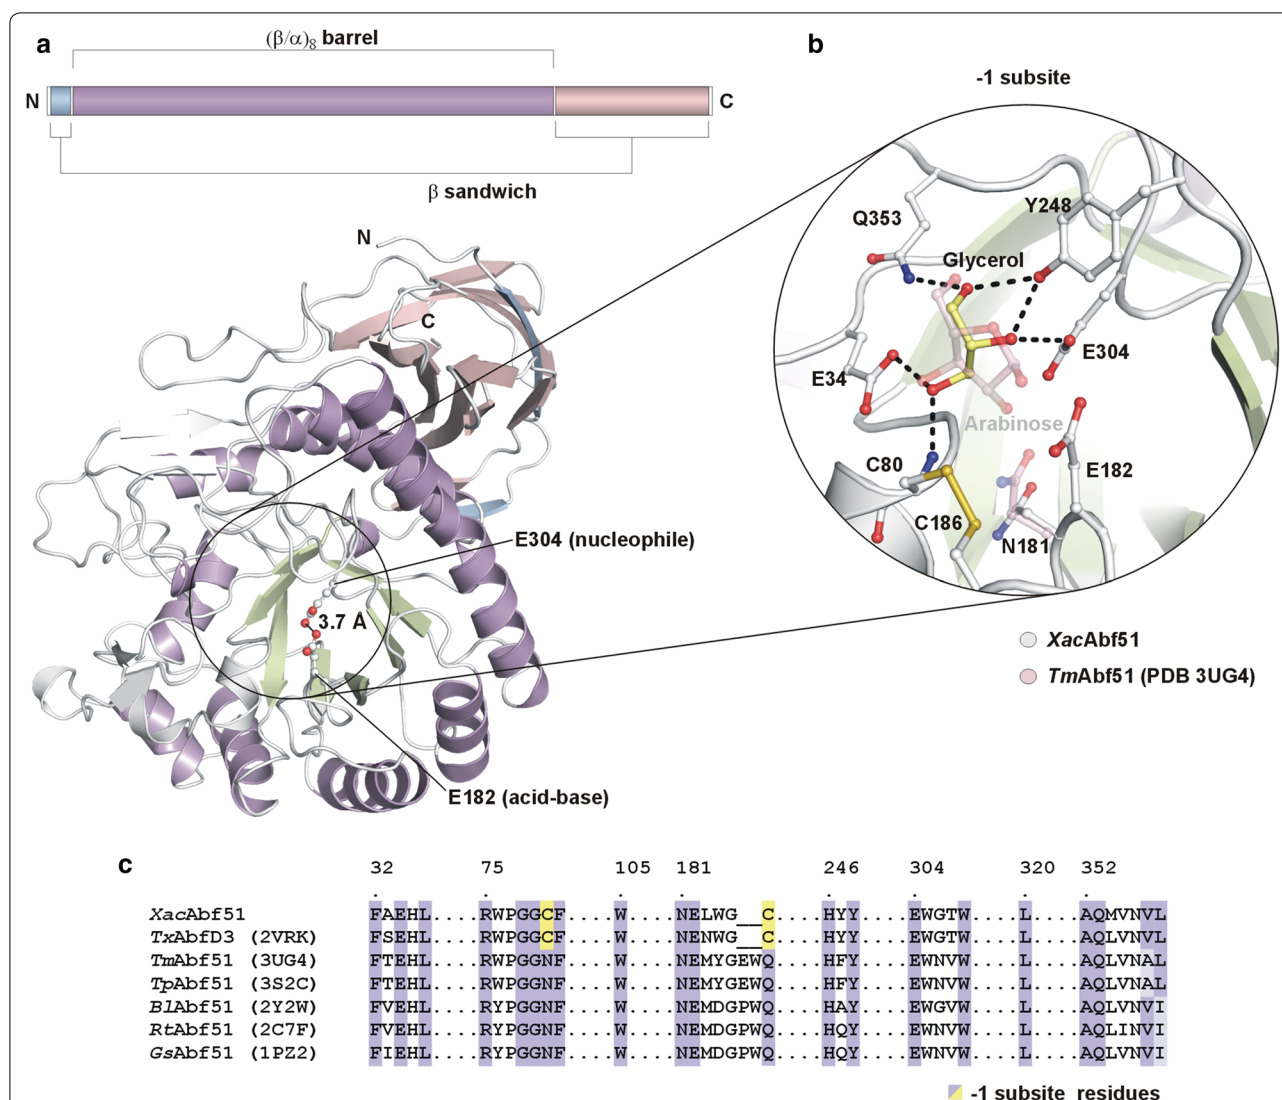 a
(β/α)8 barrel
N
C
β sandwich
N
C
E304 (nucleophile)
3.7 Å
E182 (acid-base)
b
-1 subsite
Q353
Y248
Glycerol
E304
E34
Arabinose
C80
E182
C186
N181
XacAbf51
TmAbf51 (PDB 3UG4)
c
32 75 105 181 246 304 320 352
XacAbf51 FAEHL....RWPGGCF....W....NELWG__C....HYY....EWGTW....L....AQMVNVL
TxAbfD3 (2VRK) FSEHL....RWPGGCF....W....NENWG__C....HYY....EWGTW....L....AQLVNVL
TmAbf51 (3UG4) FTEHL....RWPGGNF....W....NEMYGEWQ....HFY....EWNVW....L....AQLVNAL
TpAbf51 (3S2C) FTEHL....RWPGGNF....W....NEMYGEWQ....HFY....EWNVW....L....AQLVNAL
BlAbf51 (2Y2W) FVEHL....RYPGGNF....W....NEMDGPWQ....HAY....EWGVW....L....AQLVNVI
RtAbf51 (2C7F) FVEHL....RYPGGNF....W....NEMDGPWQ....HQY....EWNVW....L....AQLINVI
GsAbf51 (1PZ2) FIEHL....RYPGGNF....W....NEMDGPWQ....HQY....EWNVW....L....AQLVNVI
-1 subsite residues